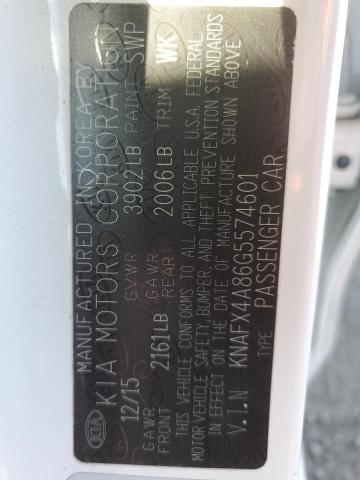 MANUFACTURED IN KOREA BY
KIA MOTORS CORPORATION
12/15 GVWR 3902LB PAINT SWP
GAWR FRONT 2161LB GAWR REAR 2006LB TRIM WK
THIS VEHICLE CONFORMS TO ALL APPLICABLE U.S.A. FEDERAL
MOTOR VEHICLE SAFETY, BUMPER, AND THEFT PREVENTION STANDARDS
IN EFFECT ON THE DATE OF MANUFACTURE SHOWN ABOVE
V.I.N KNAFX4A86G5574601
TYPE PASSENGER CAR
KIA